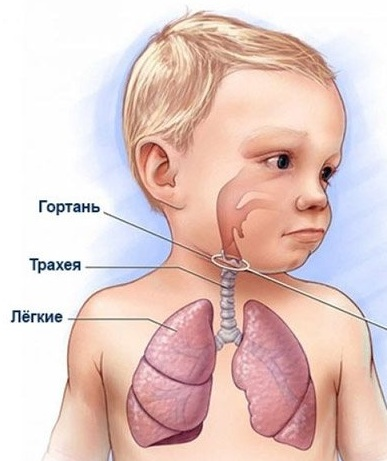 Гортань
Трахея
Лёгкие